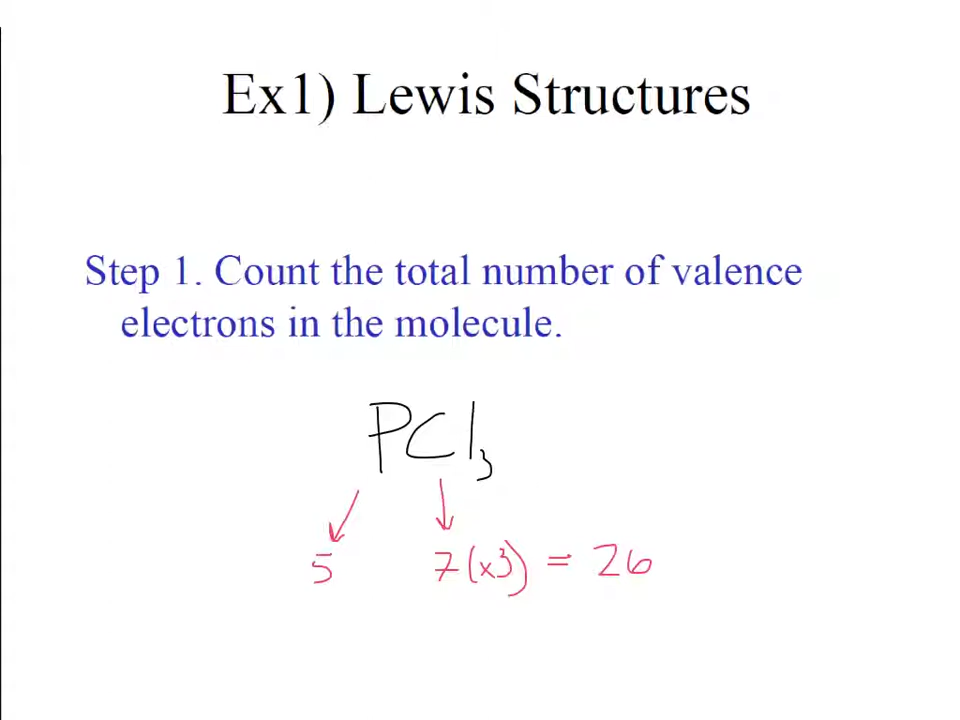 Ex1) Lewis Structures
Step 1. Count the total number of valence
electrons in the molecule.
PCl₃
5 7(x3) = 26